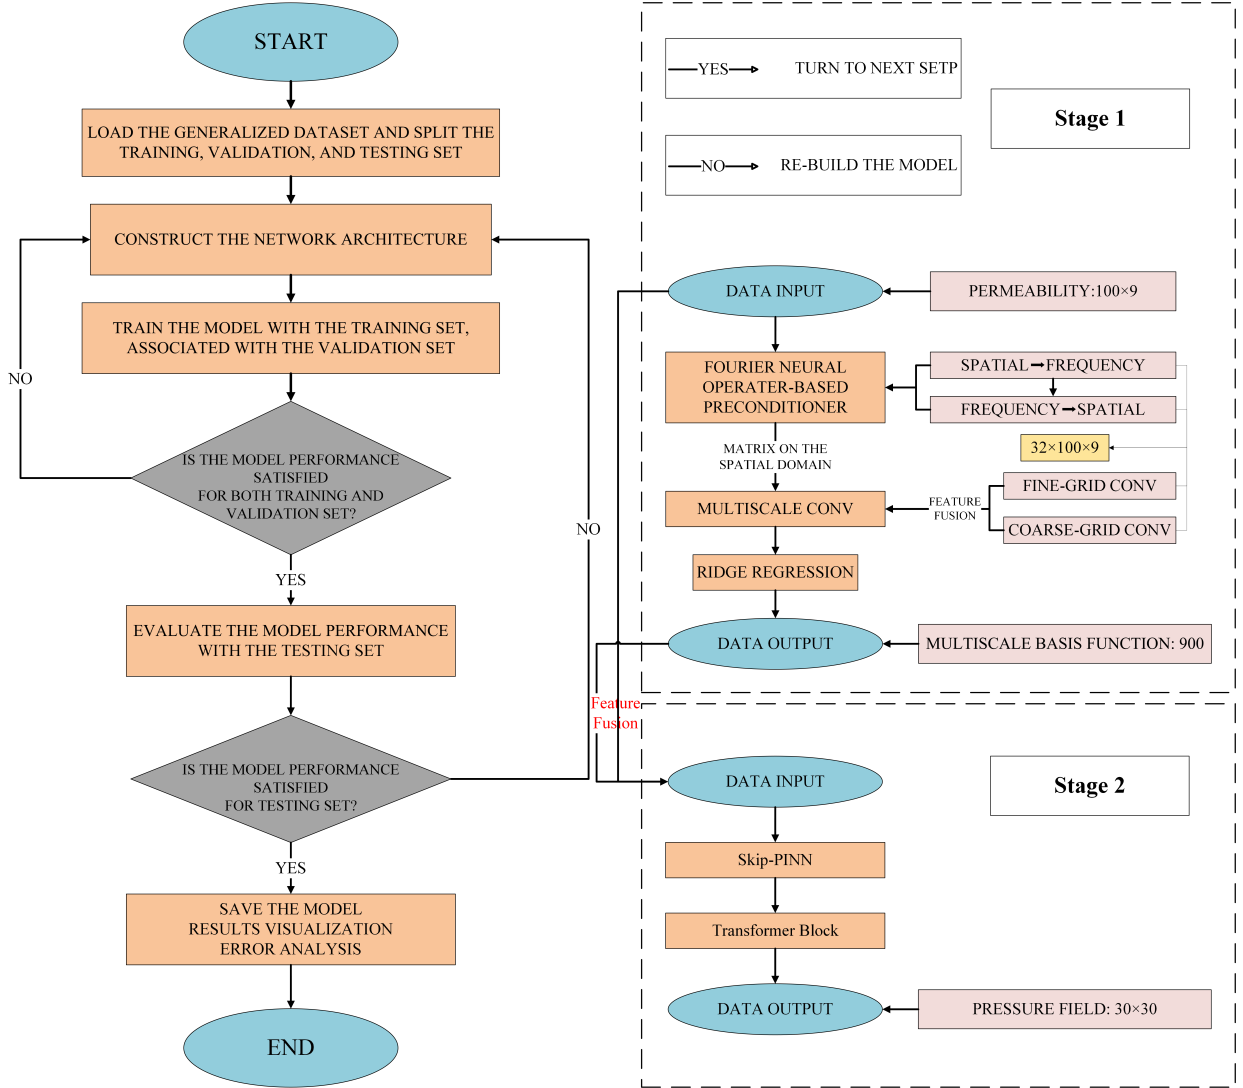 START
LOAD THE GENERALIZED DATASET AND SPLIT THE
TRAINING, VALIDATION, AND TESTING SET
CONSTRUCT THE NETWORK ARCHITECTURE
TRAIN THE MODEL WITH THE TRAINING SET,
ASSOCIATED WITH THE VALIDATION SET
NO
IS THE MODEL PERFORMANCE
SATISFIED
FOR BOTH TRAINING AND
VALIDATION SET?
YES
EVALUATE THE MODEL PERFORMANCE
WITH THE TESTING SET
NO
IS THE MODEL PERFORMANCE
SATISFIED
FOR TESTING SET?
YES
SAVE THE MODEL
RESULTS VISUALIZATION
ERROR ANALYSIS
END
YES TURN TO NEXT SETP
NO RE-BUILD THE MODEL
Stage 1
DATA INPUT
PERMEABILITY:100×9
FOURIER NEURAL
OPERATER-BASED
PRECONDITIONER
SPATIAL→FREQUENCY
FREQUENCY→SPATIAL
MATRIX ON THE
SPATIAL DOMAIN
32×100×9
MULTISCALE CONV
FEATURE
FUSION
FINE-GRID CONV
COARSE-GRID CONV
RIDGE REGRESSION
DATA OUTPUT
MULTISCALE BASIS FUNCTION: 900
Feature
Fusion
Stage 2
DATA INPUT
Skip-PINN
Transformer Block
DATA OUTPUT
PRESSURE FIELD: 30×30